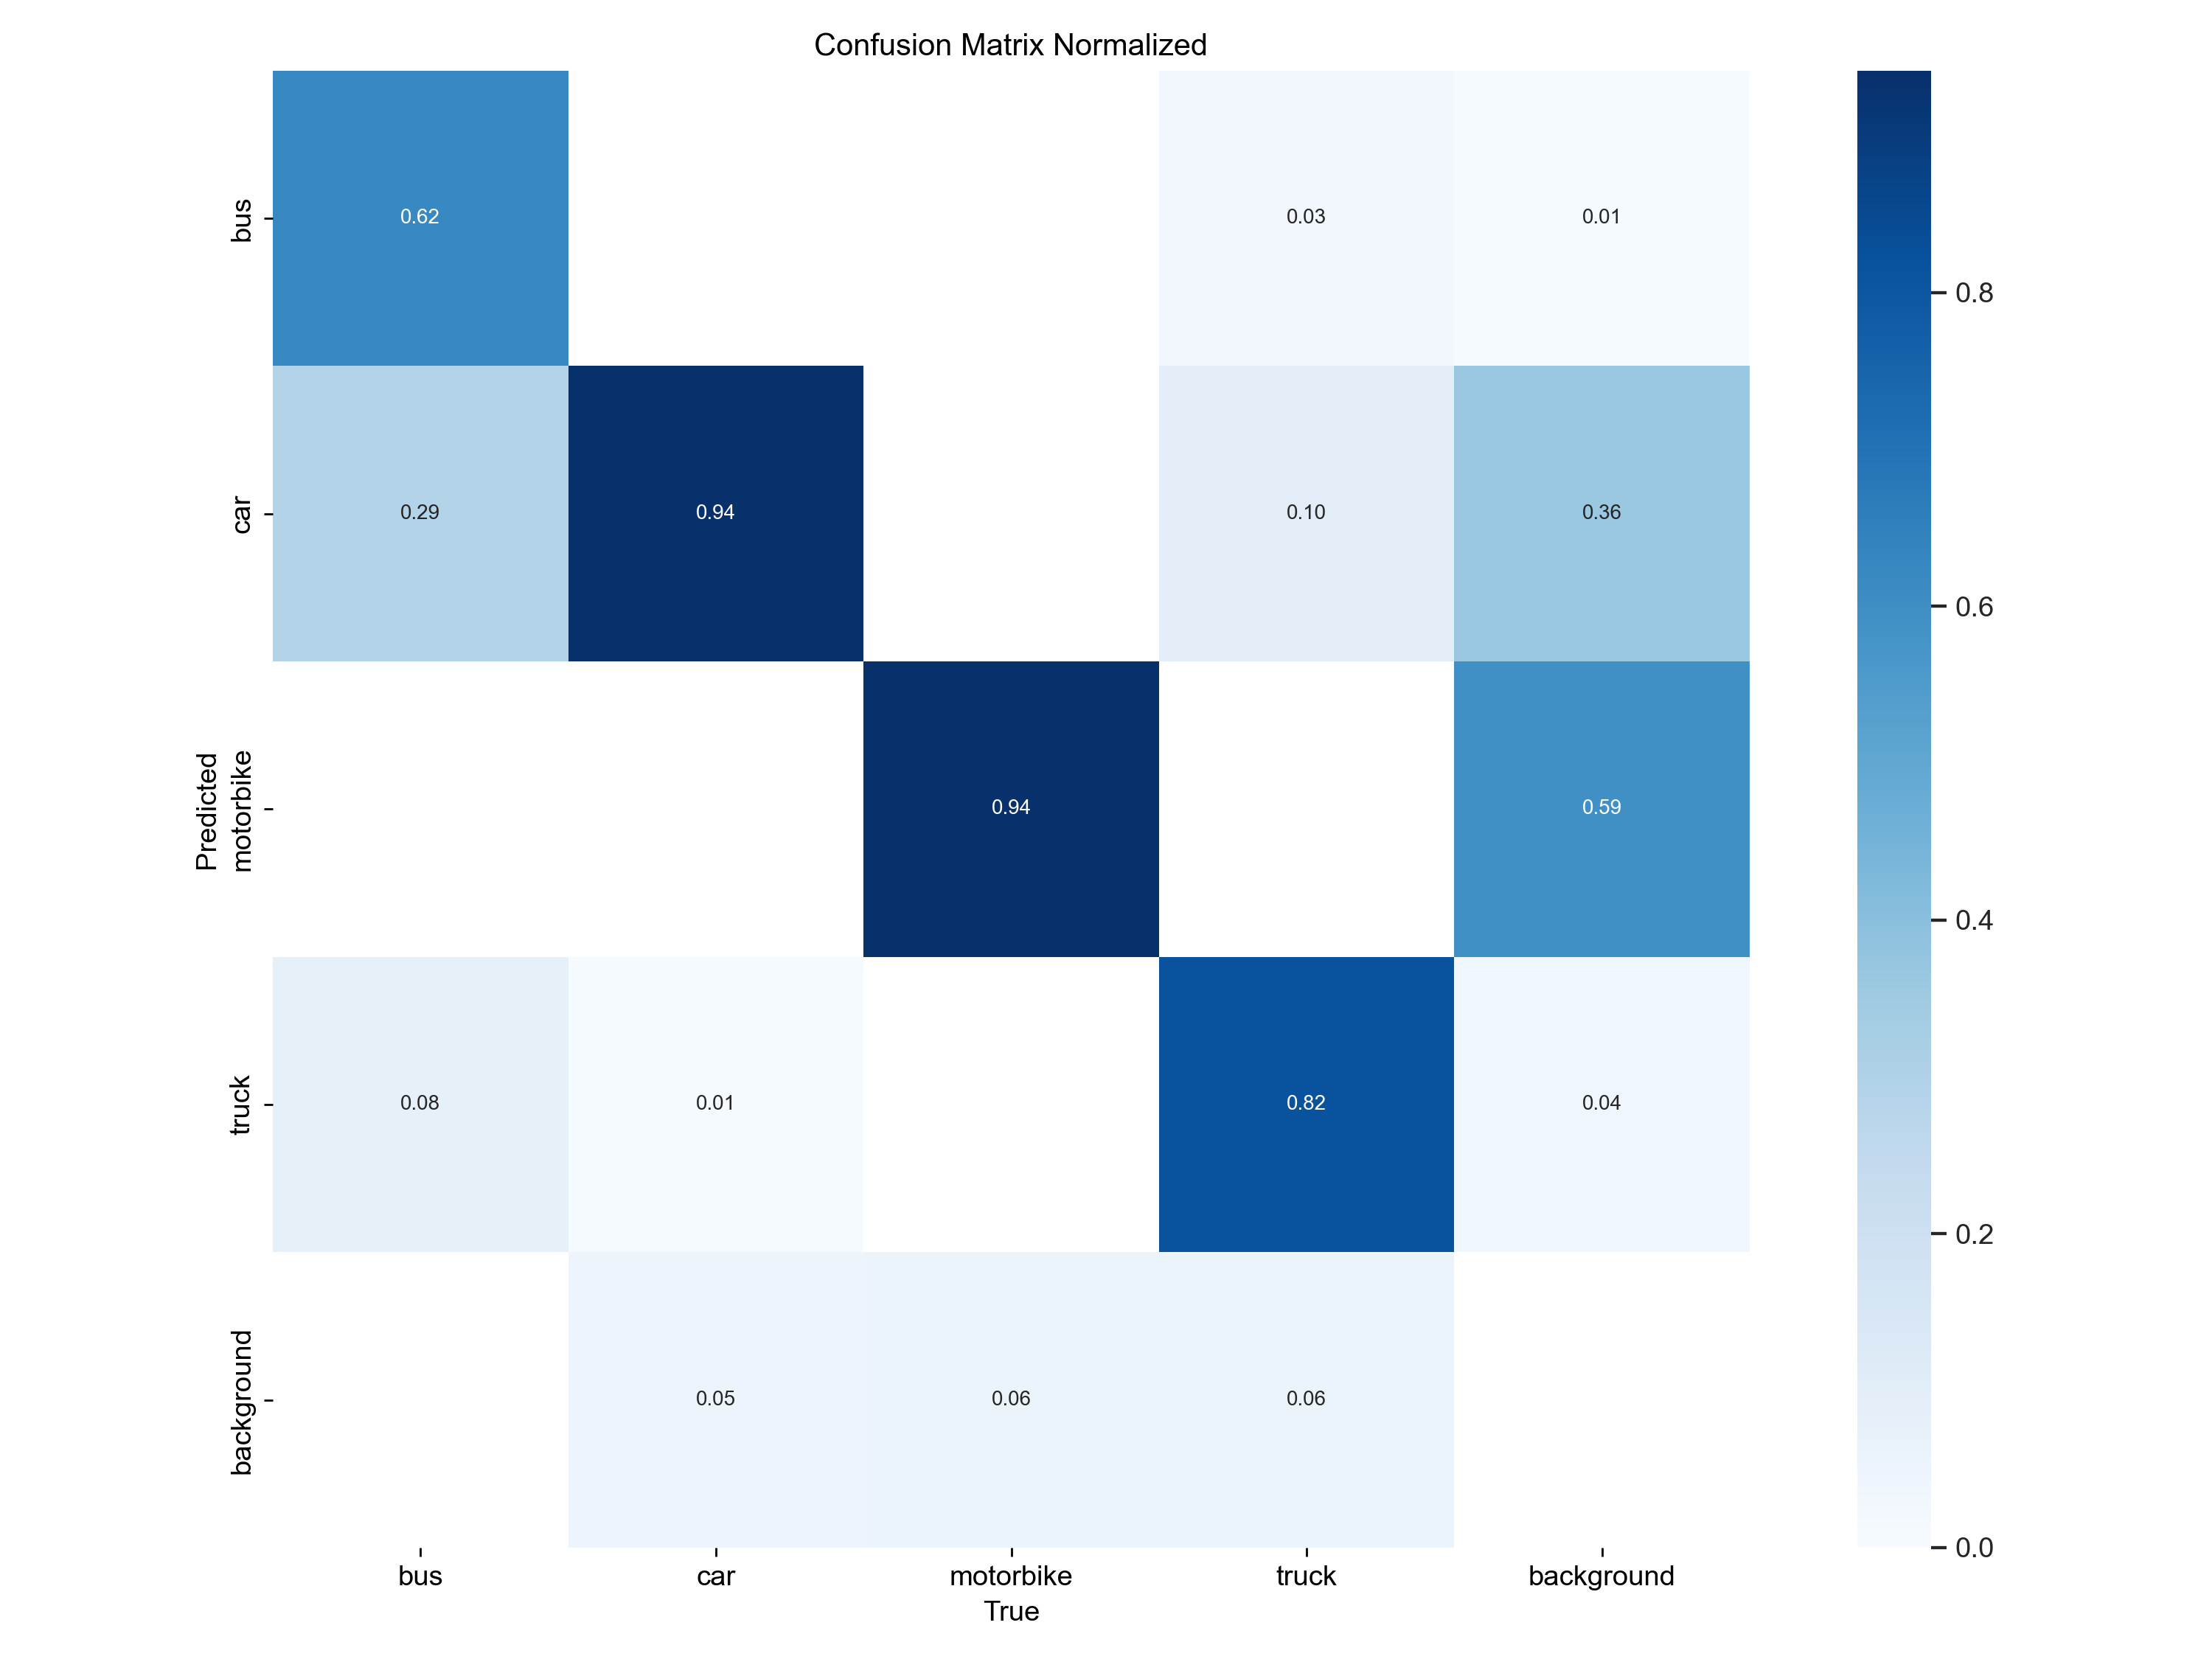 Confusion Matrix Normalized
bus
0.62
0.03
0.01
0.8
car
0.29
0.94
0.10
0.36
0.6
Predicted
motorbike
0.94
0.59
0.4
truck
0.08
0.01
0.82
0.04
0.2
background
0.05
0.06
0.06
0.0
bus
car
motorbike
truck
background
True